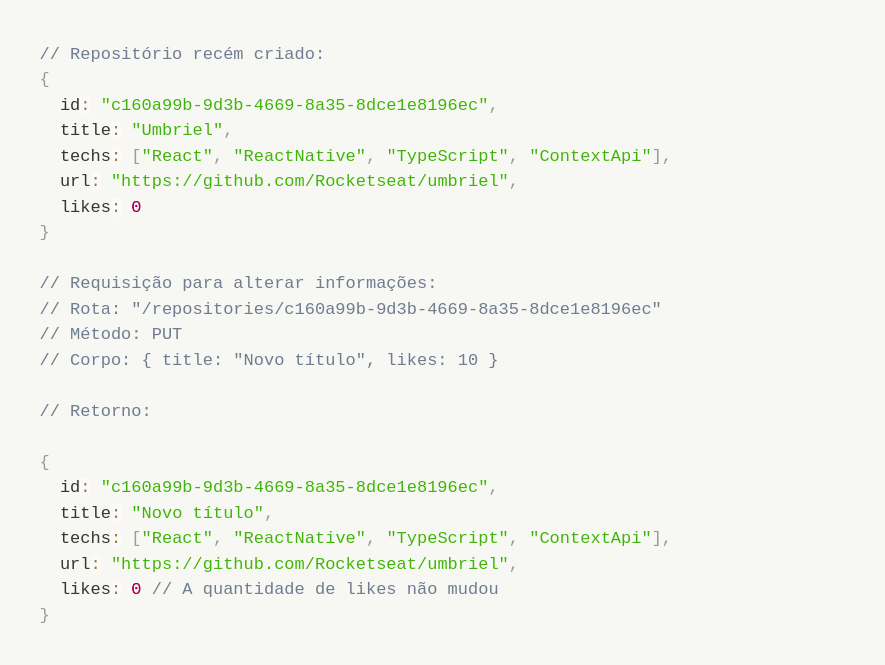 // Repositório recém criado:
{
  id: "c160a99b-9d3b-4669-8a35-8dce1e8196ec",
  title: "Umbriel",
  techs: ["React", "ReactNative", "TypeScript", "ContextApi"],
  url: "https://github.com/Rocketseat/umbriel",
  likes: 0
}

// Requisição para alterar informações:
// Rota: "/repositories/c160a99b-9d3b-4669-8a35-8dce1e8196ec"
// Método: PUT
// Corpo: { title: "Novo título", likes: 10 }

// Retorno:

{
  id: "c160a99b-9d3b-4669-8a35-8dce1e8196ec",
  title: "Novo título",
  techs: ["React", "ReactNative", "TypeScript", "ContextApi"],
  url: "https://github.com/Rocketseat/umbriel",
  likes: 0 // A quantidade de likes não mudou
}